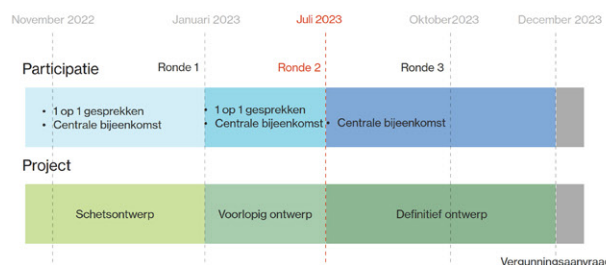 November 2022 Januari 2023 Juli 2023 Oktober2023 December 2023
Participatie Ronde 1 Ronde 2 Ronde 3
• 1 op 1 gesprekken
• Centrale bijeenkomst
• 1 op 1 gesprekken
• Centrale bijeenkomst
• Centrale bijeenkomst
Project
Schetsontwerp Voorlopig ontwerp Definitief ontwerp
Vergunningsaanvraag